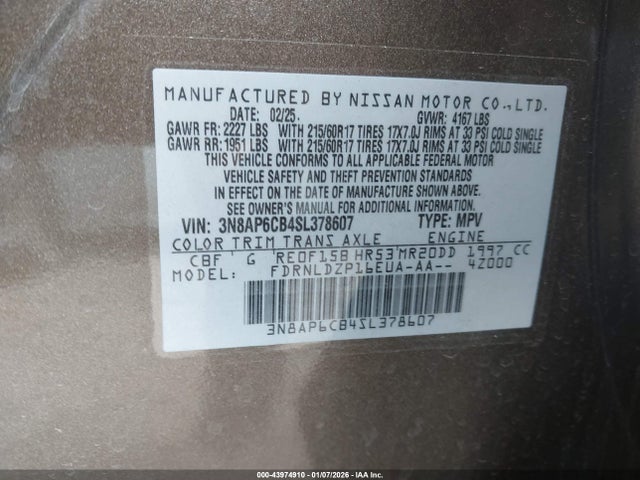 MANUFACTURED BY NISSAN MOTOR CO.,LTD.
DATE: 02/25. GVWR: 4167 LBS
GAWR FR: 2227 LBS WITH 215/60R17 TIRES 17X7.0J RIMS AT 33 PSI COLD SINGLE
GAWR RR: 1951 LBS WITH 215/60R17 TIRES 17X7.0J RIMS AT 33 PSI COLD SINGLE
THIS VEHICLE CONFORMS TO ALL APPLICABLE FEDERAL MOTOR
VEHICLE SAFETY AND THEFT PREVENTION STANDARDS
IN EFFECT ON THE DATE OF MANUFACTURE SHOWN ABOVE.
SEE OWNER'S MANUAL FOR ADDITIONAL INFORMATION.
VIN: 3N8AP6CB4SL378607 TYPE: MPV
COLOR TRIM TRANS AXLE ENGINE
CBF G RE0F15B HR53 MR20DD 1997 CC
MODEL: FDRNLDZP16EUA-AA-- 4Z000
3N8AP6CB4SL378607
000-43974910 | 01/07/2026 | IAA Inc.